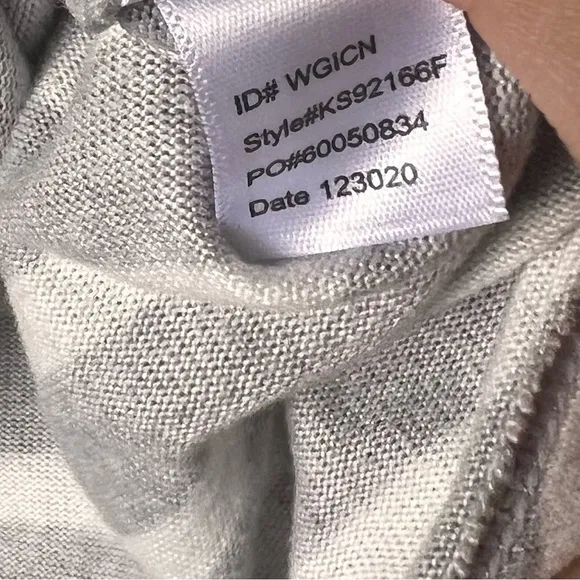 ID# WGICN
Style#KS92166F
PO#60050834
Date 123020